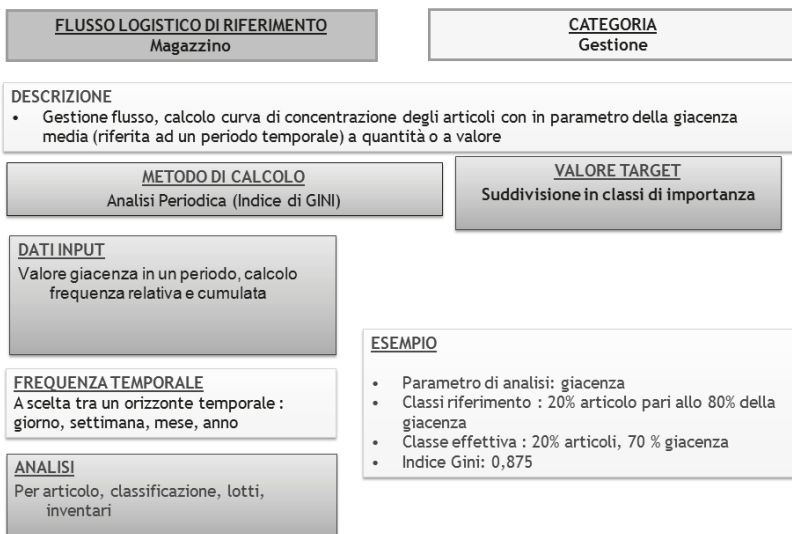 FLUSSO LOGISTICO DI RIFERIMENTO
Magazzino
CATEGORIA
Gestione
DESCRIZIONE
• Gestione flusso, calcolo curva di concentrazione degli articoli con in parametro della giacenza
media (riferita ad un periodo temporale) a quantità o a valore
METODO DI CALCOLO
Analisi Periodica (Indice di GINI)
VALORE TARGET
Suddivisione in classi di importanza
DATI INPUT
Valore giacenza in un periodo, calcolo
frequenza relativa e cumulata
FREQUENZA TEMPORALE
A scelta tra un orizzonte temporale :
giorno, settimana, mese, anno
ANALISI
Per articolo, classificazione, lotti,
inventari
ESEMPIO
• Parametro di analisi: giacenza
• Classi riferimento : 20% articolo pari allo 80% della
giacenza
• Classe effettiva : 20% articoli, 70 % giacenza
• Indice Gini: 0,875